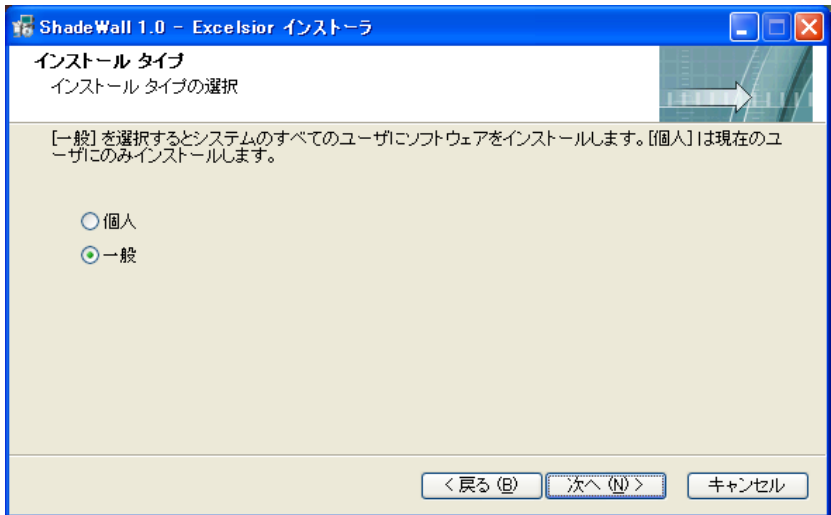 ShadeWall 1.0 - Excelsior インストーラ
インストール タイプ
インストール タイプの選択
[一般] を選択するとシステムのすべてのユーザにソフトウェアをインストールします。[個人] は現在のユ
ーザにのみインストールします。
個人
一般
< 戻る (B)
次へ (N) >
キャンセル